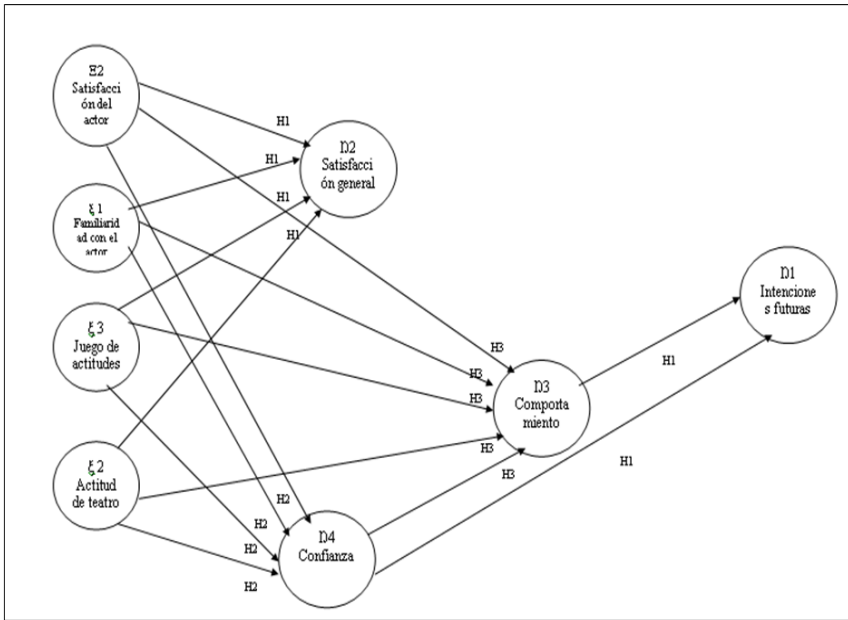 Ξ2
Satisfacci
ón del
actor
ξ 1
Familiarid
ad con el
actor
ξ 3
Juego de
actitudes
ξ 2
Actitud
de teatro
H1
H1
H1
H1
Ŋ2
Satisfacci
ón general
Ŋ1
Intencione
s futuras
H3
H3
H3
H3
H3
Ŋ3
Comporta
miento
H1
H1
H2
H2
H2
H2
Ŋ4
Confianza